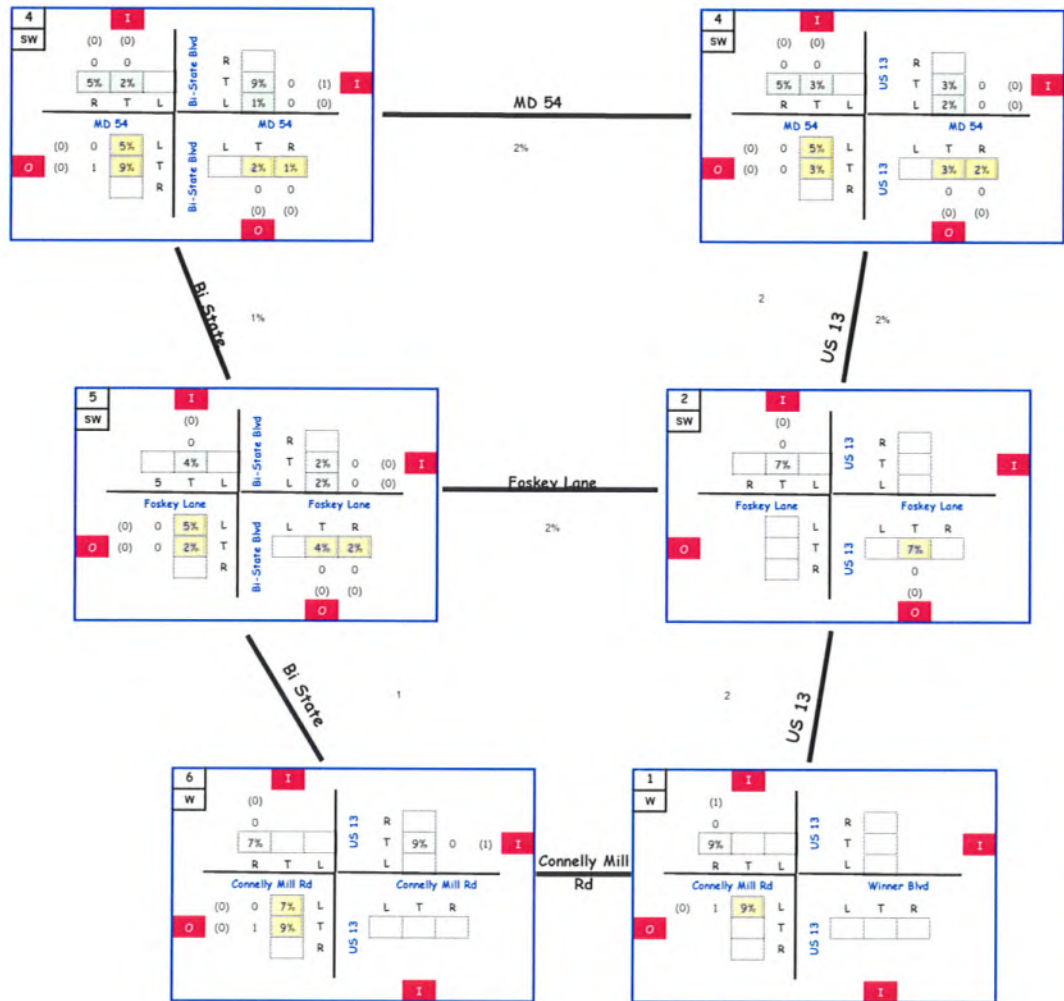 4
SW
I
(0) (0)
0 0
5% 2%
R T L
Bi-State Blvd
R
T 9% 0 (1) I
L 1% 0 (0)
MD 54
MD 54
(0) 0 5% L
O (0) 1 9% T
R
Bi-State Blvd
L T R
2% 1%
0 0
(0) (0)
O
MD 54
2%
4
SW
I
(0) (0)
0 0
5% 3%
R T L
US 13
R
T 3% 0 (0) I
L 2% 0 (0)
MD 54
MD 54
(0) 0 5% L
O (0) 0 3% T
R
US 13
L T R
3% 2%
0 0
(0) (0)
O
Bi State
1%
2
US 13
2%
5
SW
I
(0)
0
4%
5 T L
Bi-State Blvd
R
T 2% 0 (0) I
L 2% 0 (0)
Foskey Lane
Foskey Lane
(0) 0 5% L
O (0) 0 2% T
R
Bi-State Blvd
L T R
4% 2%
0 0
(0) (0)
O
Foskey Lane
2%
2
SW
I
(0)
0
7%
R T L
US 13
R
T I
L
Foskey Lane
Foskey Lane
L
O T
R
US 13
L T R
7%
0
(0)
O
Bi State
1
2
US 13
6
W
I
(0)
0
7%
R T L
US 13
R
T 9% 0 (1) I
L
Connelly Mill Rd
Connelly Mill Rd
(0) 0 7% L
O (0) 1 9% T
R
US 13
L T R
I
Connelly Mill
Rd
1
W
I
(1)
0
9%
R T L
US 13
R
T I
L
Connelly Mill Rd
Winner Blvd
(0) 1 9% L
O T
R
US 13
L T R
I